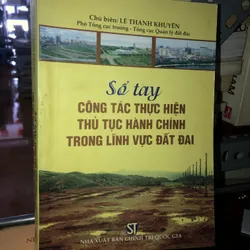 Chủ biên: LÊ THANH KHUYẾN
Phó Tổng cục trưởng - Tổng cục Quản lý đất đai
Sổ tay
CÔNG TÁC THỰC HIỆN
THỦ TỤC HÀNH CHÍNH
TRONG LĨNH VỰC ĐẤT ĐAI
ST
NHÀ XUẤT BẢN CHÍNH TRỊ QUỐC GIA